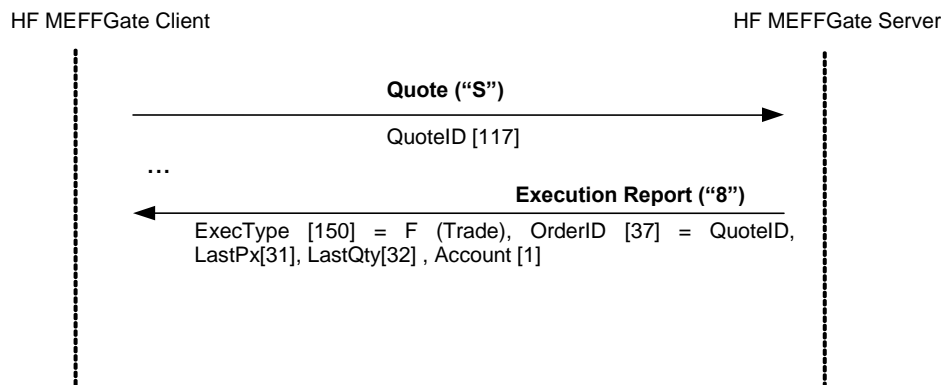 HF MEFFGate Client
HF MEFFGate Server
Quote (“S”)
QuoteID [117]
...
Execution Report (“8”)
ExecType [150] = F (Trade), OrderID [37] = QuoteID,
LastPx[31], LastQty[32] , Account [1]